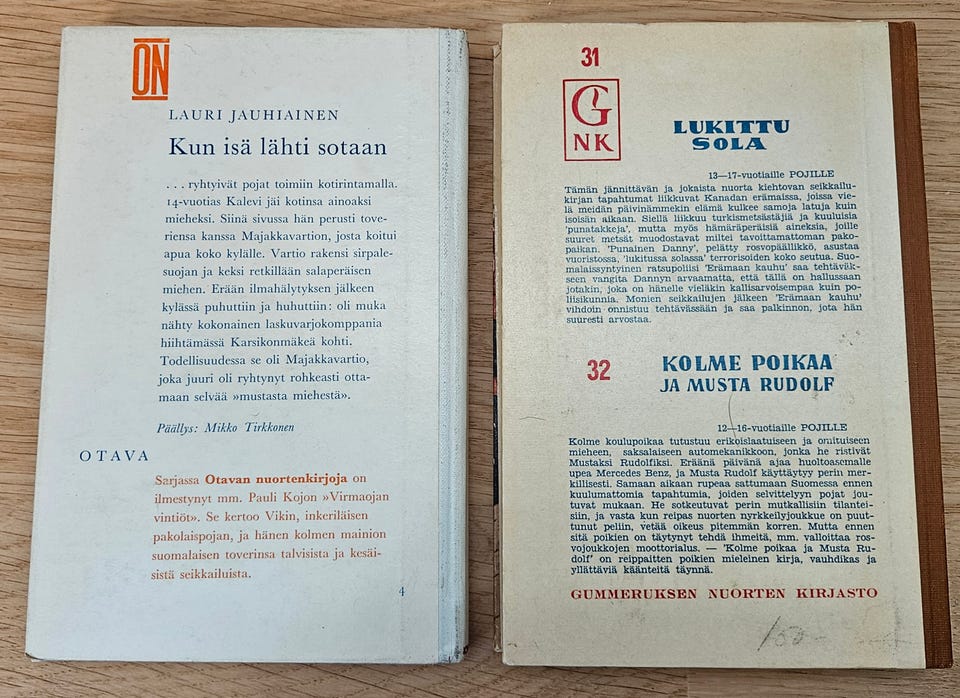 ON
LAURI JAUHIAINEN
Kun isä lähti sotaan
. . . ryhtyivät pojat toimiin kotirintamalla.
14-vuotias Kalevi jäi kotinsa ainoaksi
mieheksi. Siinä sivussa hän perusti tove-
riensa kanssa Majakkavartion, josta koitui
apua koko kylälle. Vartio rakensi sirpale-
suojan ja keksi retkillään salaperäisen
miehen. Erään ilmahälytyksen jälkeen
kylässä puhuttiin ja huhuttiin: oli muka
nähty kokonainen laskuvarjokomppania
hiihtämässä Karsikonmäkeä kohti.
Todellisuudessa se oli Majakkavartio,
joka juuri oli ryhtynyt rohkeasti otta-
maan selvää »mustasta miehestä».
Päällys: Mikko Tirkkonen
OTAVA
Sarjassa Otavan nuortenkirjoja on
ilmestynyt mm. Pauli Kojon »Virmaojan
vintiöt». Se kertoo Vikin, inkeriläisen
pakolaispojan, ja hänen kolmen mainion
suomalaisen toverinsa talvisista ja kesäi-
sistä seikkailuista.
4
31
G
NK
LUKITTU
SOLA
13—17-vuotiaille POJILLE
Tämän jännittävän ja jokaista nuorta kiehtovan seikkailu-
kirjan tapahtumat liikkuvat Kanadan erämaissa, joissa vie-
lä meidän päivinämmekin elämä kulkee samoja latuja kuin
isoisän aikaan. Siellä liikkuu turkismetsästäjiä ja kuuluisia
'punatakkeja', mutta myös hämäräperäisiä aineksia, joille
suuret metsät muodostavat miltei tavoittamattoman pako-
paikan. 'Punainen Danny', pelätty rosvopäällikkö, asustaa
vuoristossa, 'lukitussa solassa' terrorisoiden koko seutua. Suo-
malaissyntyinen ratsupoliisi 'Erämaan kauhu' saa tehtäväk-
seen vangita Dannyn arvaamatta, että tällä on hallussaan
jotakin, joka on hänelle vieläkin kallisarvoisempaa kuin po-
liisikunnia. Monien seikkailujen jälkeen 'Erämaan kauhu'
vihdoin onnistuu tehtävässään ja saa palkinnon, jota hän
suuresti arvostaa.
32
KOLME POIKAA
JA MUSTA RUDOLF
12—16-vuotiaille POJILLE
Kolme koulupoikaa tutustuu erikoislaatuiseen ja omituiseen
mieheen, saksalaiseen automekanikkoon, jonka he ristivät
Mustaksi Rudolfiksi. Eräänä päivänä ajaa huoltoasemalle
upea Mercedes Benz, ja Musta Rudolf käyttäytyy perin mer-
killisesti. Samaan aikaan rupeaa sattumaan Suomessa ennen
kuulumattomia tapahtumia, joiden selvittelyyn pojat jou-
tuvat mukaan. He sotkeutuvat perin mutkallisiin tilantei-
siin, ja vasta kun reipas nuorten nyrkkeilyjoukkue on puut-
tunut peliin, vetää oikeus pitemmän korren. Mutta ennen
sitä poikien on täytynyt tehdä ihmeitä, mm. valloittaa ros-
vojoukkojen moottorialus. — 'Kolme poikaa ja Musta Ru-
dolf' on reippaitten poikien mieleinen kirja, vauhdikas ja
yllättäviä käänteitä täynnä.
GUMMERUKSEN NUORTEN KIRJASTO